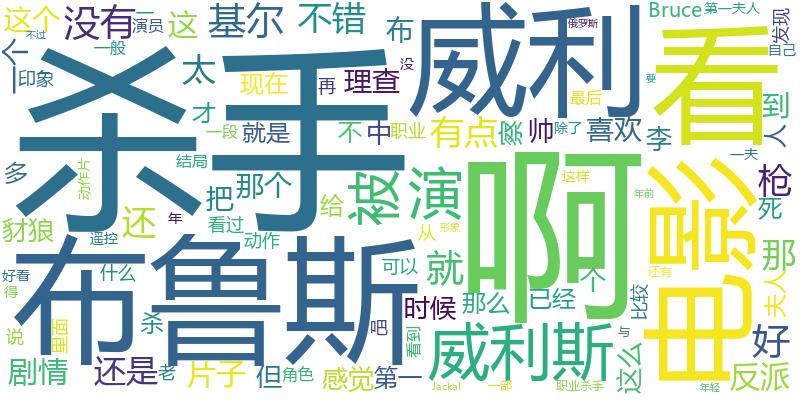 这个
没有
这
基尔
不错
布
威利
Bruce
第一夫人
发现
不过
演员
一
一般
一个
印象
太
现在
再
理查
没
俄罗斯
看
自己
要
杀手
才
一段
就是
不
中
职业
有点
最后
除了
帅
喜欢
李
到
人
多
结局
把
那个
被
演
啊
这样
一夫
枪
死
动作片
豺狼
还
年
看过
给
年前
电影
那
遥控
动作
从
形象
布鲁斯
好看
得
什么
可以
就
个
还有
夫人
说
里面
杀
吧
时候
那么
已经
比较
好
看到
威利斯
与
这么
反派
剧情
还是
老
片子
但
角色
感觉
第一
Jackal
一部
职业杀手
年轻